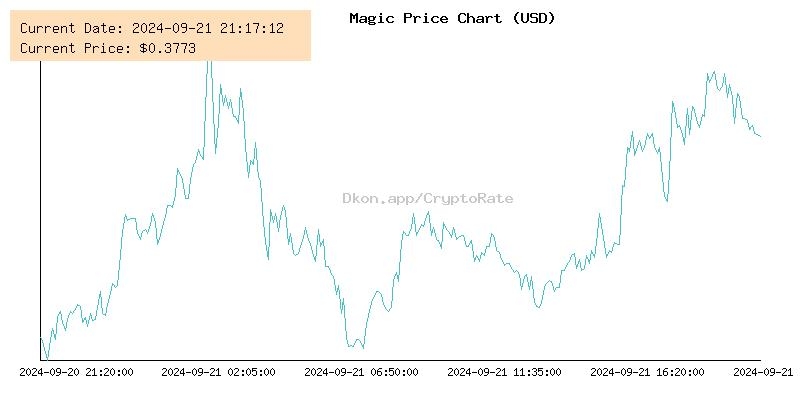 Magic Price Chart (USD)
Current Date: 2024-09-21 21:17:12
Current Price: $0.3773
Dkon.app/CryptoRate
2024-09-20 21:20:00 2024-09-21 02:05:00 2024-09-21 06:50:00 2024-09-21 11:35:00 2024-09-21 16:20:00 2024-09-21